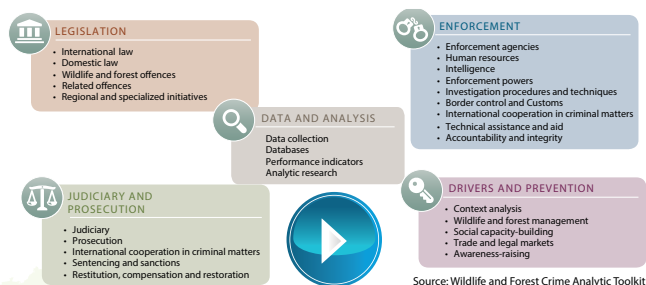 LEGISLATION
• International law
• Domestic law
• Wildlife and forest offences
• Related offences
• Regional and specialized initiatives
ENFORCEMENT
• Enforcement agencies
• Human resources
• Intelligence
• Enforcement powers
• Investigation procedures and techniques
• Border control and Customs
• International cooperation in criminal matters
• Technical assistance and aid
• Accountability and integrity
DATA AND ANALYSIS
Data collection
Databases
Performance indicators
Analytic research
JUDICIARY AND
PROSECUTION
• Judiciary
• Prosecution
• International cooperation in criminal matters
• Sentencing and sanctions
• Restitution, compensation and restoration
DRIVERS AND PREVENTION
• Context analysis
• Wildlife and forest management
• Social capacity-building
• Trade and legal markets
• Awareness-raising
Source: Wildlife and Forest Crime Analytic Toolkit